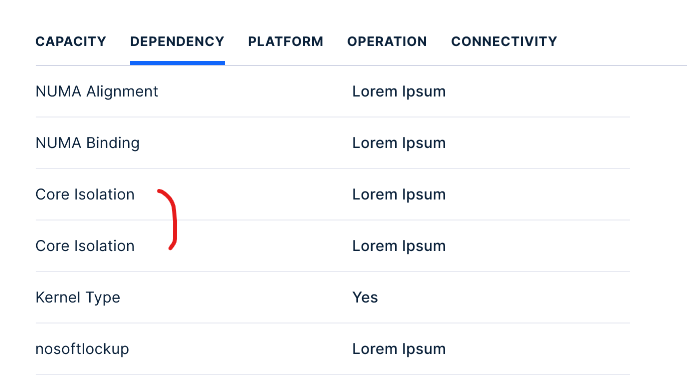 CAPACITY DEPENDENCY PLATFORM OPERATION CONNECTIVITY
NUMA Alignment Lorem Ipsum
NUMA Binding Lorem Ipsum
Core Isolation Lorem Ipsum
Core Isolation Lorem Ipsum
Kernel Type Yes
nosoftlockup Lorem Ipsum